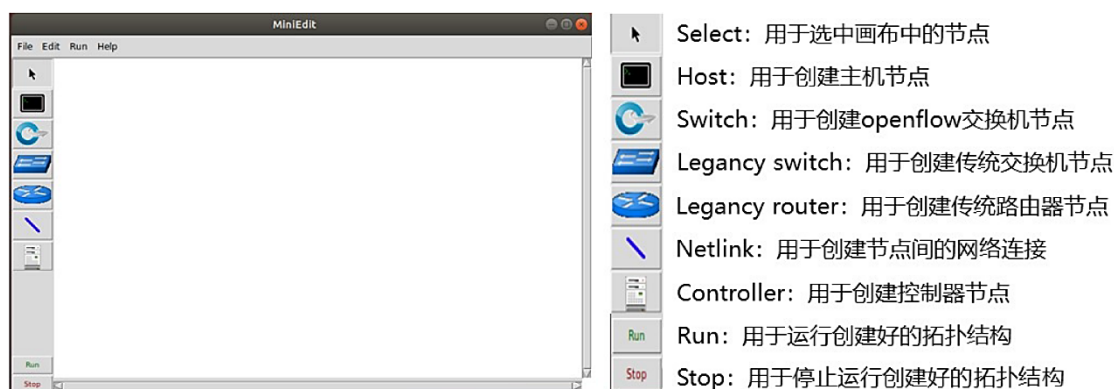 MiniEdit
File Edit Run Help
Run
Stop
Select：用于选中画布中的节点
Host：用于创建主机节点
Switch：用于创建openflow交换机节点
Legancy switch：用于创建传统交换机节点
Legancy router：用于创建传统路由器节点
Netlink：用于创建节点间的网络连接
Controller：用于创建控制器节点
Run Run：用于运行创建好的拓扑结构
Stop Stop：用于停止运行创建好的拓扑结构